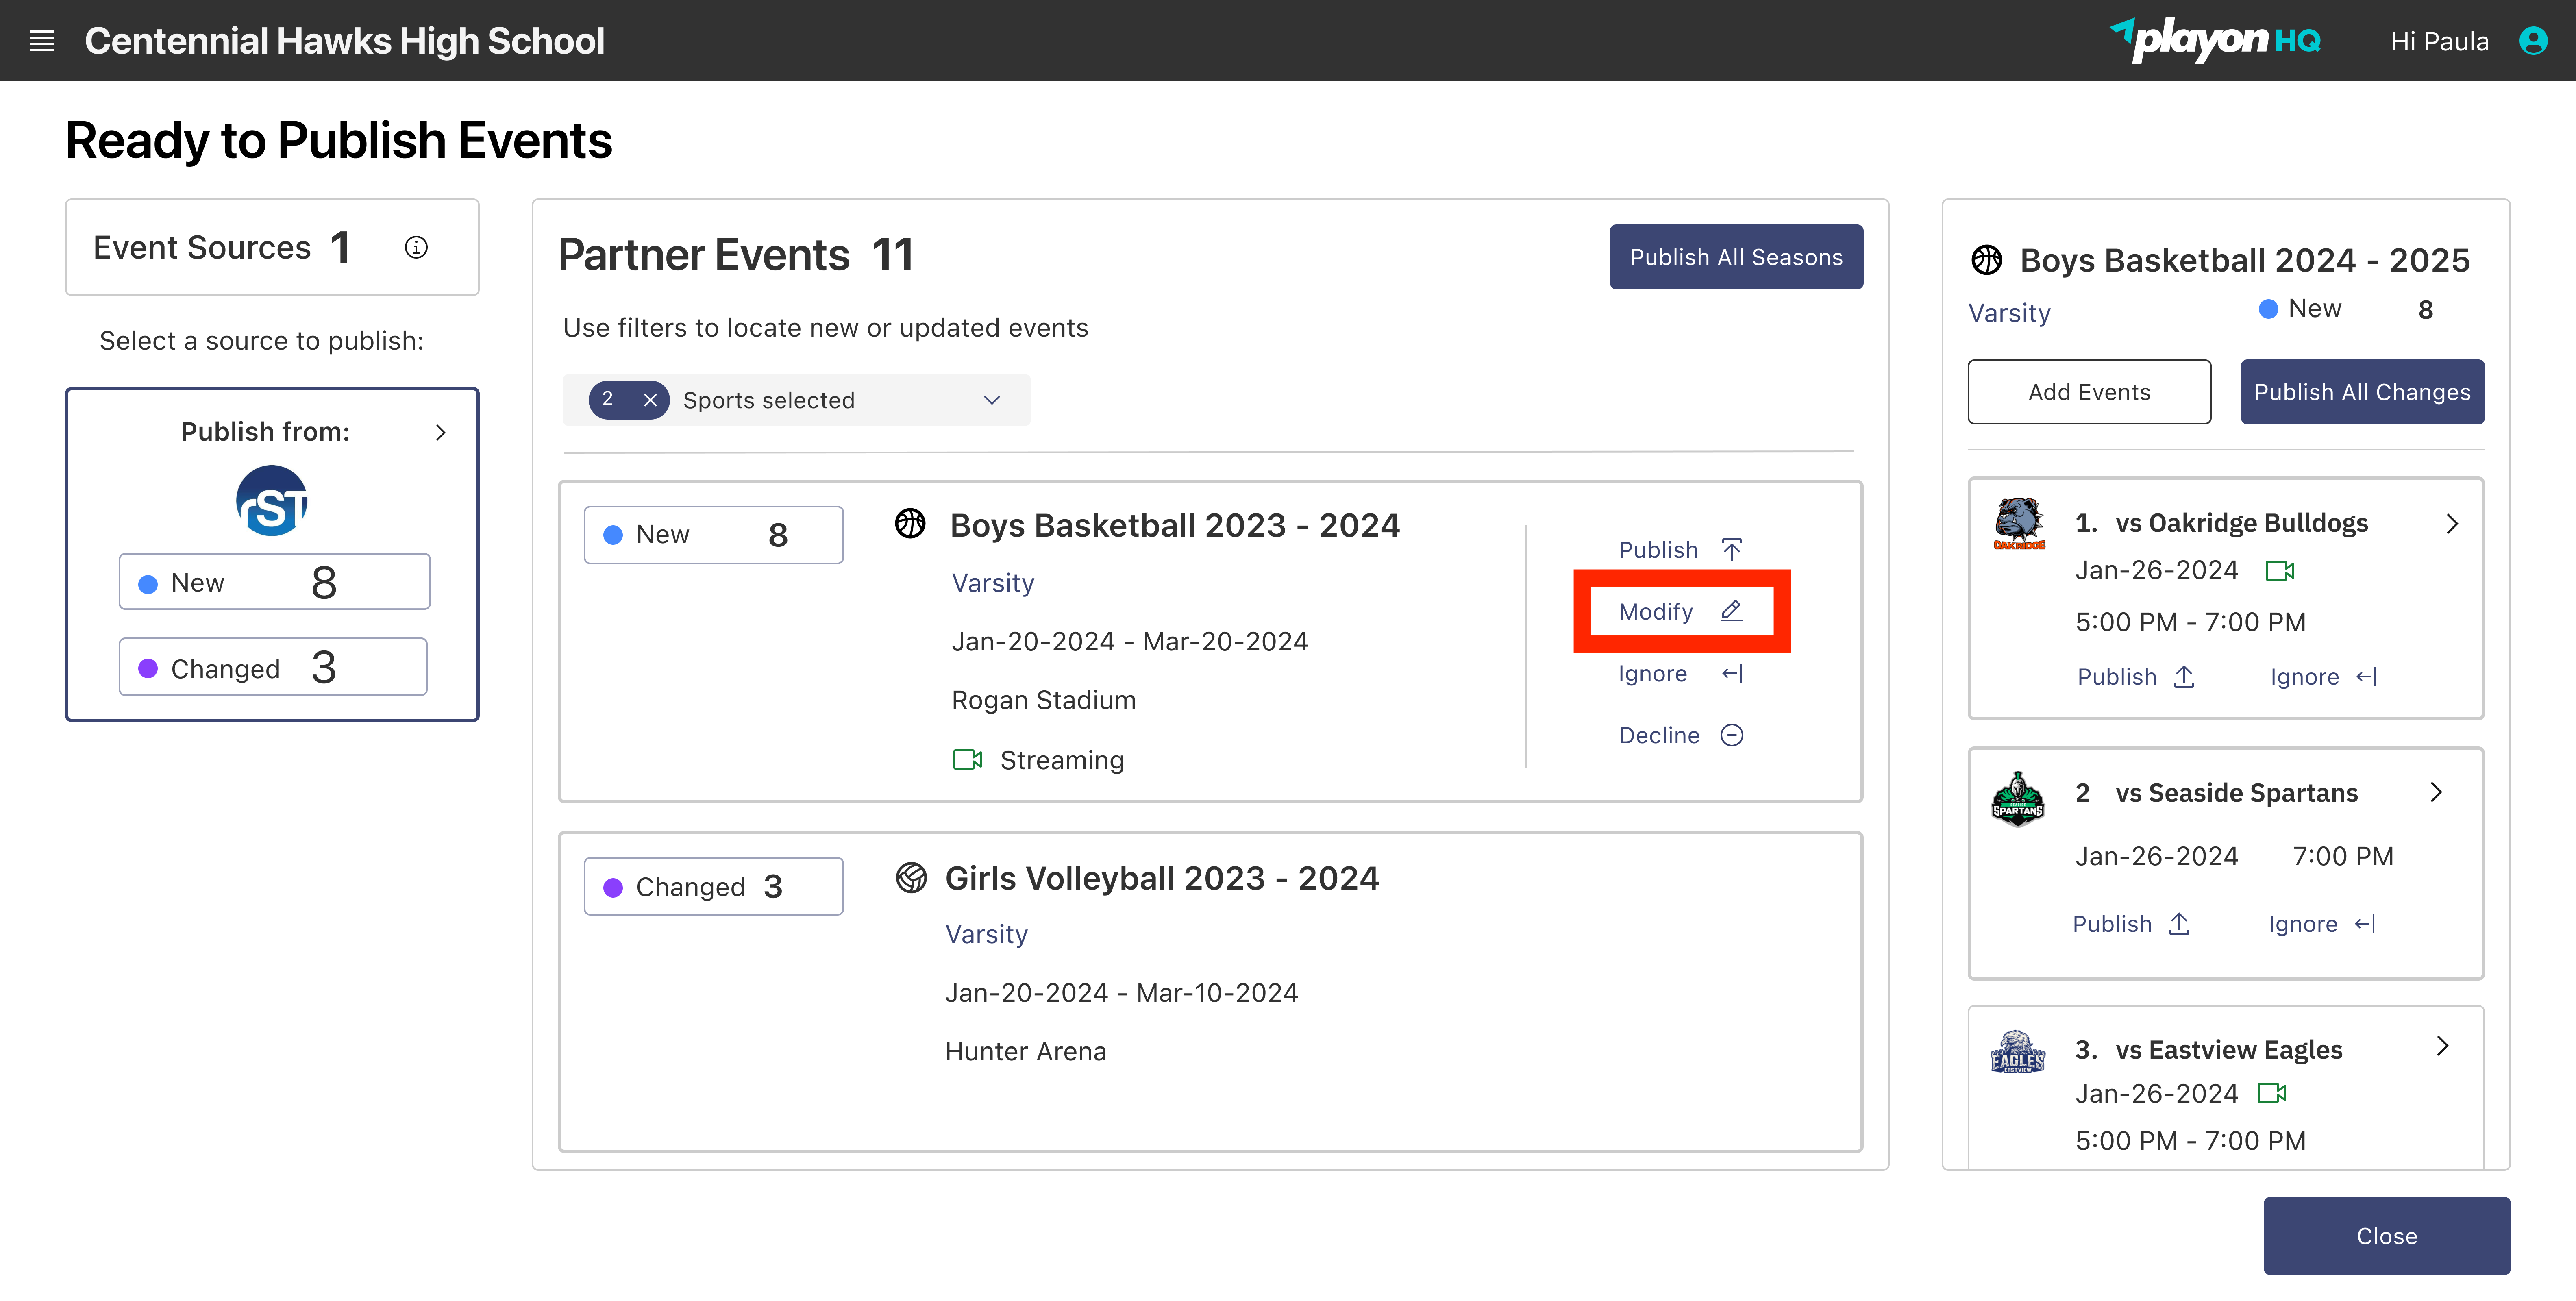 Centennial Hawks High School
playon HQ
Hi Paula
Ready to Publish Events
Event Sources 1
Select a source to publish:
Publish from:
rST
New 8
Changed 3
Partner Events 11
Publish All Seasons
Use filters to locate new or updated events
2 Sports selected
New 8
Boys Basketball 2023 - 2024
Varsity
Jan-20-2024 - Mar-20-2024
Rogan Stadium
Streaming
Publish
Modify
Ignore
Decline
Changed 3
Girls Volleyball 2023 - 2024
Varsity
Jan-20-2024 - Mar-10-2024
Hunter Arena
Boys Basketball 2024 - 2025
Varsity
New 8
Add Events
Publish All Changes
OAKRIDGE
1. vs Oakridge Bulldogs
Jan-26-2024
5:00 PM - 7:00 PM
Publish
Ignore
SPARTANS
2 vs Seaside Spartans
Jan-26-2024 7:00 PM
Publish
Ignore
EAGLES
EASTVIEW
3. vs Eastview Eagles
Jan-26-2024
5:00 PM - 7:00 PM
Close